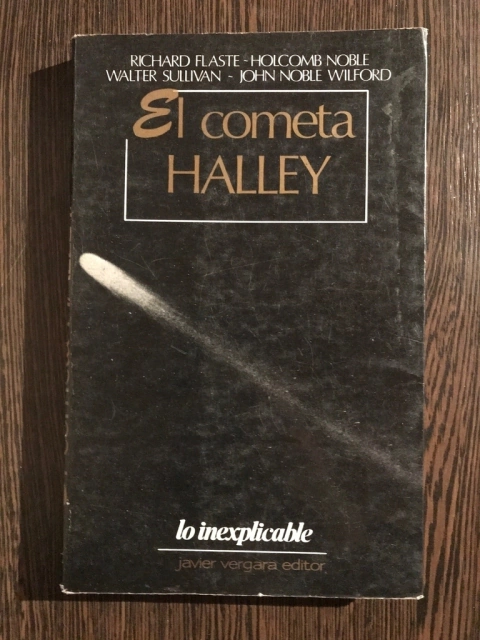 RICHARD FLASTE - HOLCOMB NOBLE
WALTER SULLIVAN - JOHN NOBLE WILFORD
El cometa
HALLEY
lo inexplicable
javier vergara editor